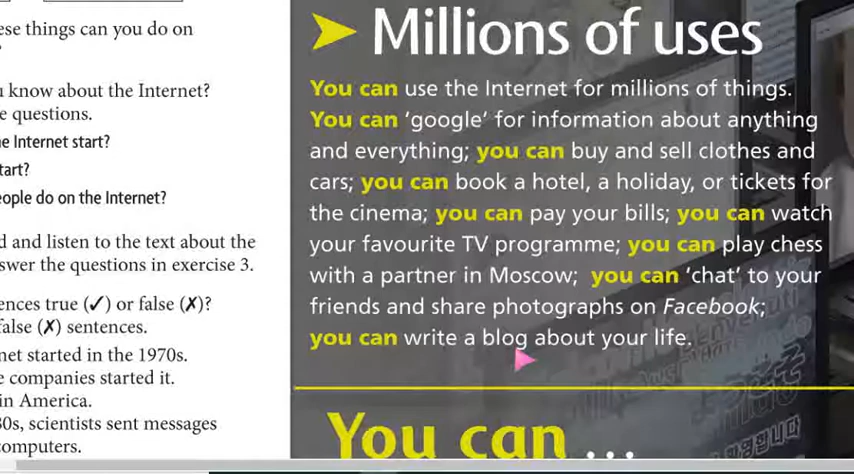 ese things can you do on
?
u know about the Internet?
e questions.
he Internet start?
tart?
eople do on the Internet?
d and listen to the text about the
swer the questions in exercise 3.
ences true (✓) or false (✗)?
false (✗) sentences.
net started in the 1970s.
e companies started it.
in America.
80s, scientists sent messages
computers.
Millions of uses
You can use the Internet for millions of things.
You can ‘google’ for information about anything
and everything; you can buy and sell clothes and
cars; you can book a hotel, a holiday, or tickets for
the cinema; you can pay your bills; you can watch
your favourite TV programme; you can play chess
with a partner in Moscow; you can ‘chat’ to your
friends and share photographs on Facebook;
you can write a blog about your life.
You can ...